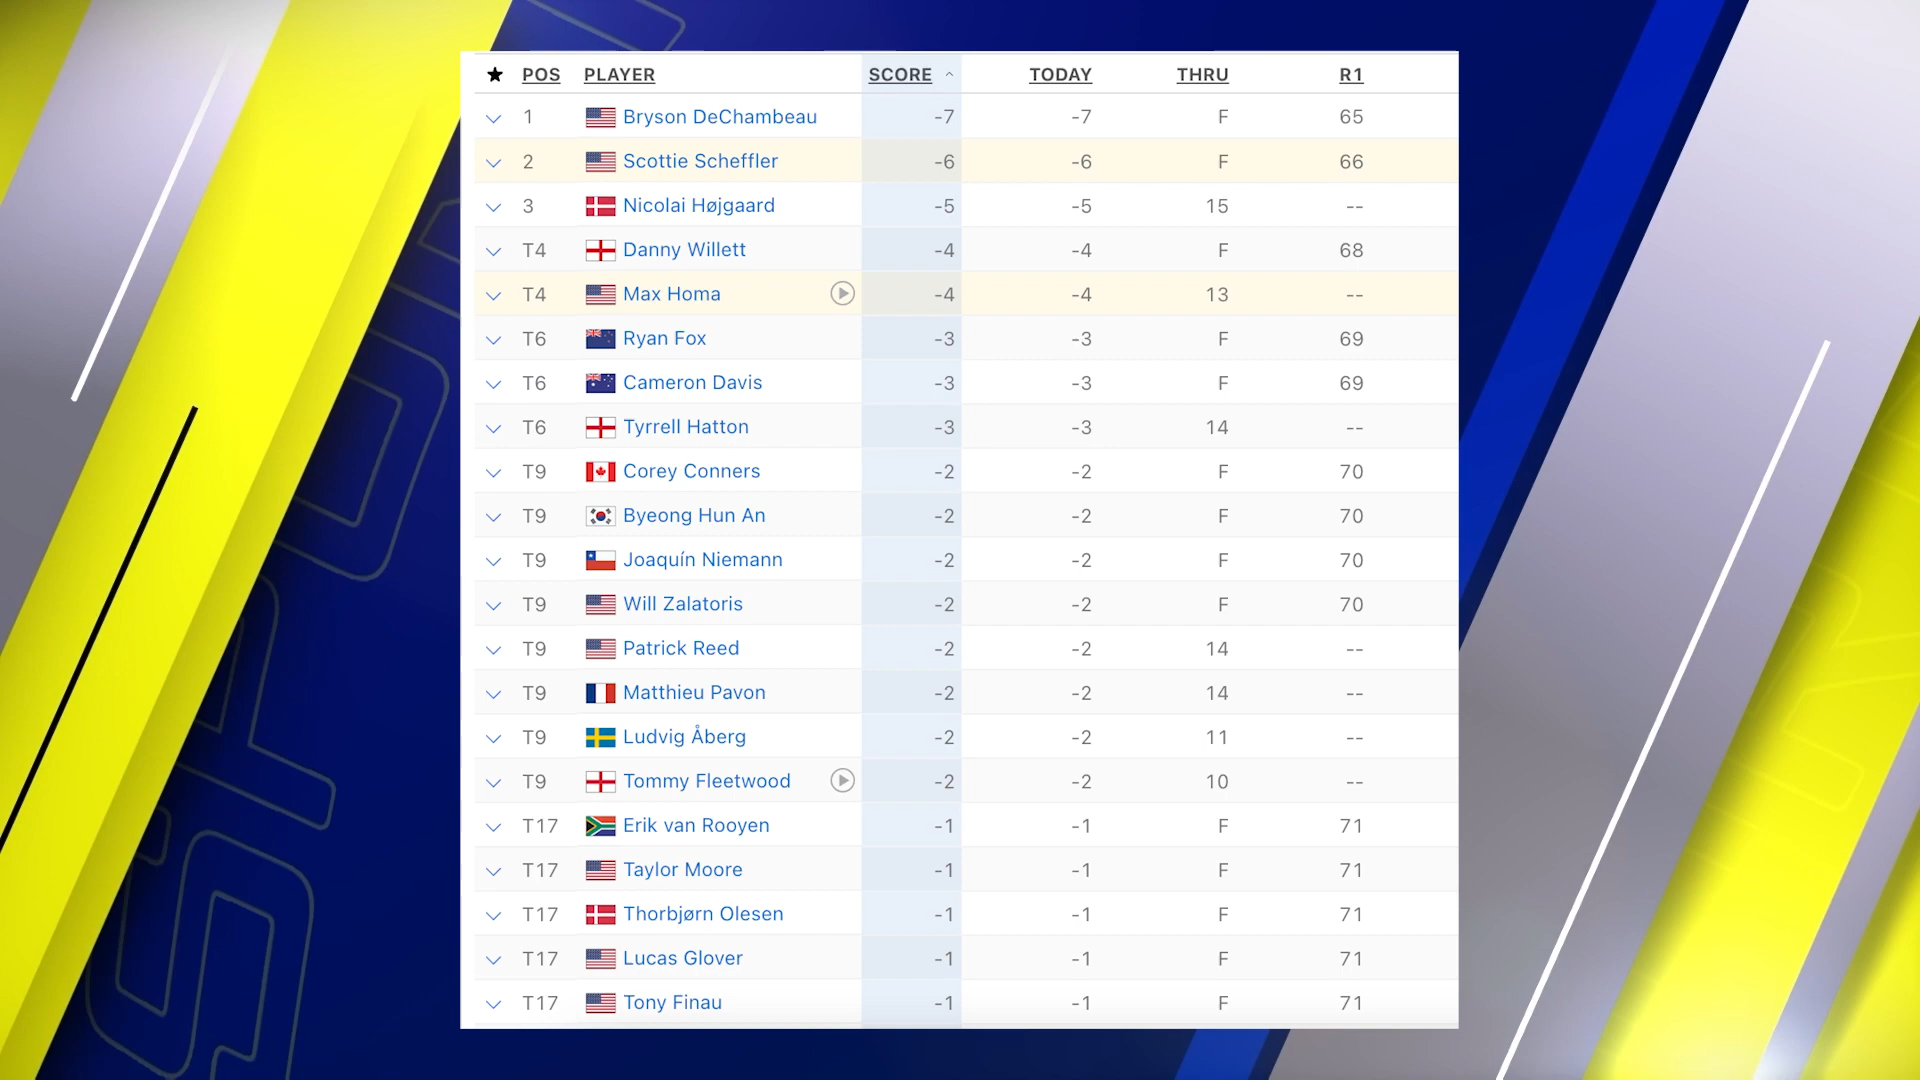 ★ POS PLAYER SCORE TODAY THRU R1
1 Bryson DeChambeau -7 -7 F 65
2 Scottie Scheffler -6 -6 F 66
3 Nicolai Højgaard -5 -5 15 --
T4 Danny Willett -4 -4 F 68
T4 Max Homa -4 -4 13 --
T6 Ryan Fox -3 -3 F 69
T6 Cameron Davis -3 -3 F 69
T6 Tyrrell Hatton -3 -3 14 --
T9 Corey Conners -2 -2 F 70
T9 Byeong Hun An -2 -2 F 70
T9 Joaquín Niemann -2 -2 F 70
T9 Will Zalatoris -2 -2 F 70
T9 Patrick Reed -2 -2 14 --
T9 Matthieu Pavon -2 -2 14 --
T9 Ludvig Åberg -2 -2 11 --
T9 Tommy Fleetwood -2 -2 10 --
T17 Erik van Rooyen -1 -1 F 71
T17 Taylor Moore -1 -1 F 71
T17 Thorbjørn Olesen -1 -1 F 71
T17 Lucas Glover -1 -1 F 71
T17 Tony Finau -1 -1 F 71